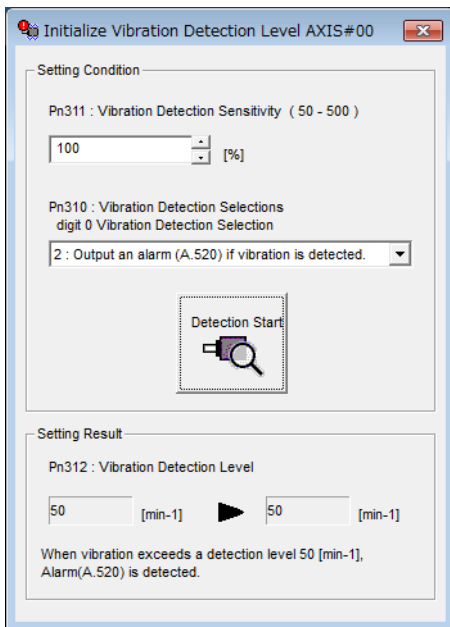 Initialize Vibration Detection Level AXIS#00
Setting Condition
Pn311 : Vibration Detection Sensitivity ( 50 - 500 )
100
[%]
Pn310 : Vibration Detection Selections
digit 0 Vibration Detection Selection
2 : Output an alarm (A.520) if vibration is detected.
Detection Start
Setting Result
Pn312 : Vibration Detection Level
50 [min-1] 50 [min-1]
When vibration exceeds a detection level 50 [min-1],
Alarm(A.520) is detected.